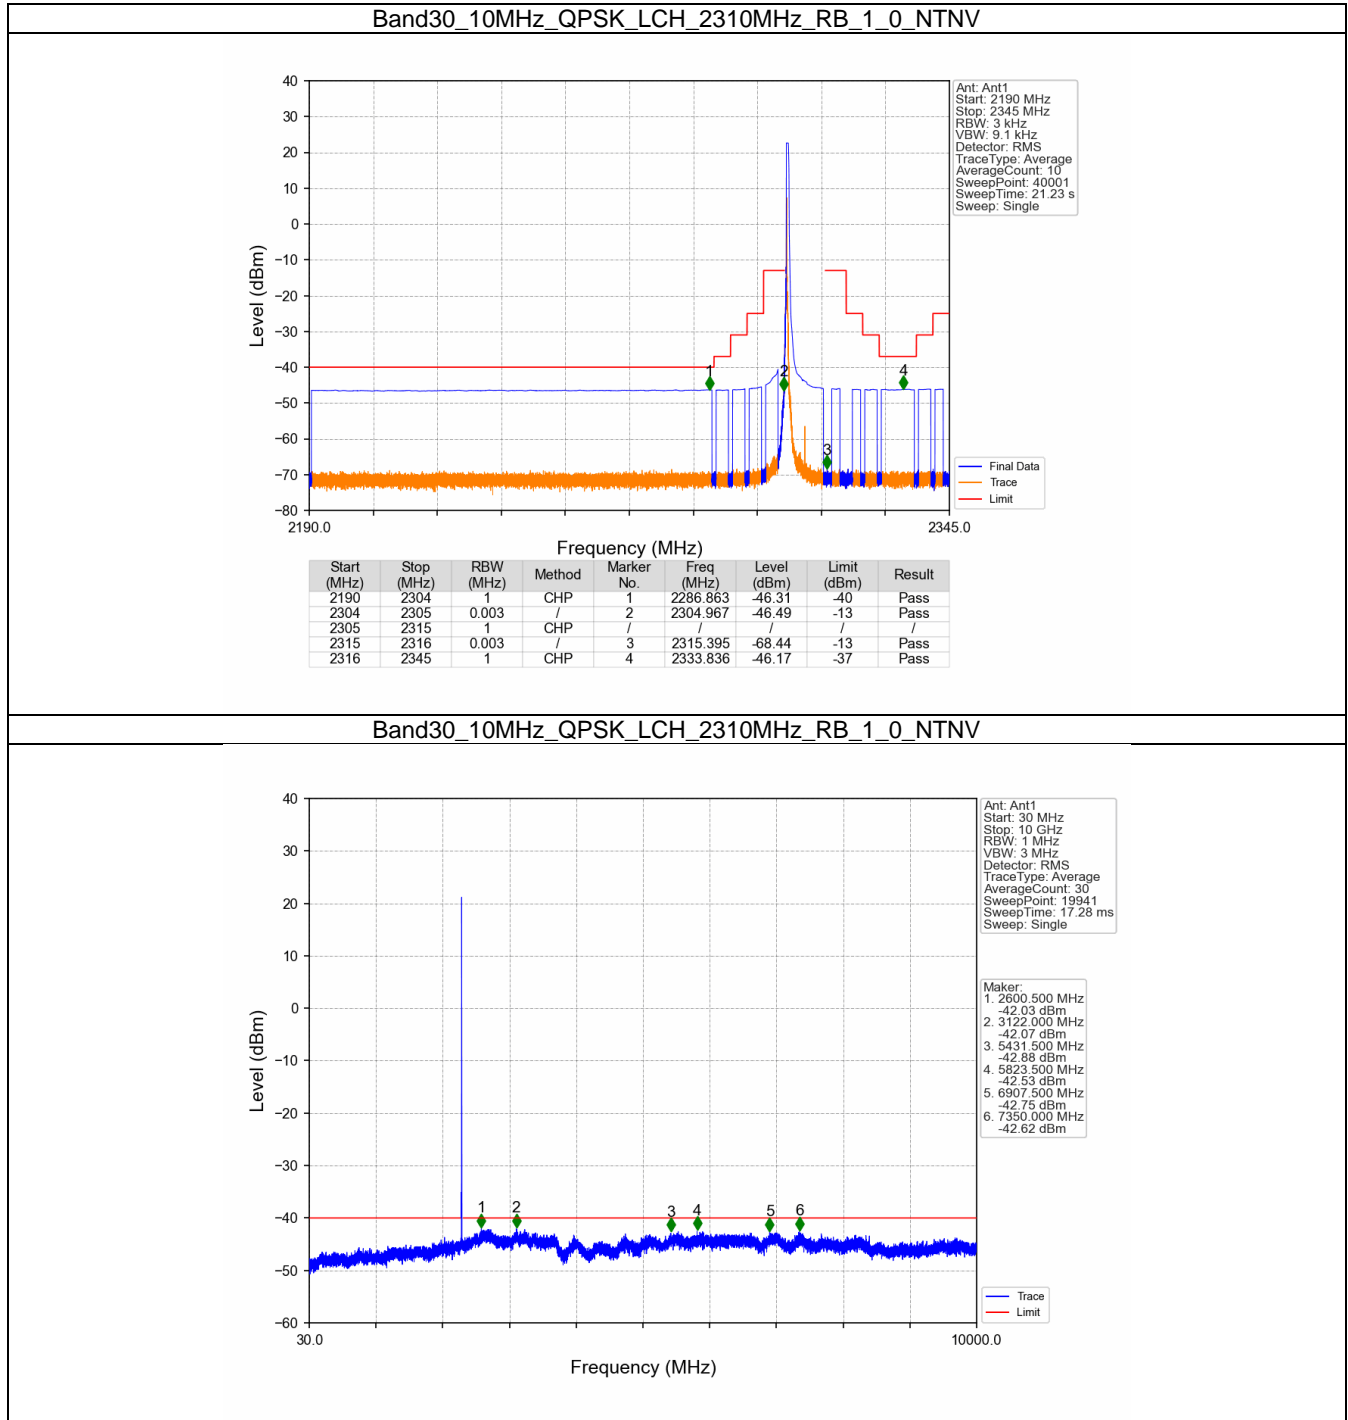 Band30_10MHz_QPSK_LCH_2310MHz_RB_1_0_NTNV
40
30
20
10
0
−10
−20
−30
−40
−50
−60
−70
−80
Level (dBm)
2190.0
2345.0
Frequency (MHz)
1
2
3
4
Ant: Ant1
Start: 2190 MHz
Stop: 2345 MHz
RBW: 3 kHz
VBW: 9.1 kHz
Detector: RMS
TraceType: Average
AverageCount: 10
SweepPoint: 40001
SweepTime: 21.23 s
Sweep: Single
Final Data
Trace
Limit
Start (MHz) Stop (MHz) RBW (MHz) Method Marker No. Freq (MHz) Level (dBm) Limit (dBm) Result
2190 2304 1 CHP 1 2286.863 -46.31 -40 Pass
2304 2305 0.003 / 2 2304.967 -46.49 -13 Pass
2305 2315 1 CHP / / / / /
2315 2316 0.003 / 3 2315.395 -68.44 -13 Pass
2316 2345 1 CHP 4 2333.836 -46.17 -37 Pass
Band30_10MHz_QPSK_LCH_2310MHz_RB_1_0_NTNV
40
30
20
10
0
−10
−20
−30
−40
−50
−60
Level (dBm)
30.0
10000.0
Frequency (MHz)
1
2
3
4
5
6
Ant: Ant1
Start: 30 MHz
Stop: 10 GHz
RBW: 1 MHz
VBW: 3 MHz
Detector: RMS
TraceType: Average
AverageCount: 30
SweepPoint: 19941
SweepTime: 17.28 ms
Sweep: Single
Maker:
1. 2600.500 MHz
-42.03 dBm
2. 3122.000 MHz
-42.07 dBm
3. 5431.500 MHz
-42.88 dBm
4. 5823.500 MHz
-42.53 dBm
5. 6907.500 MHz
-42.75 dBm
6. 7350.000 MHz
-42.62 dBm
Trace
Limit